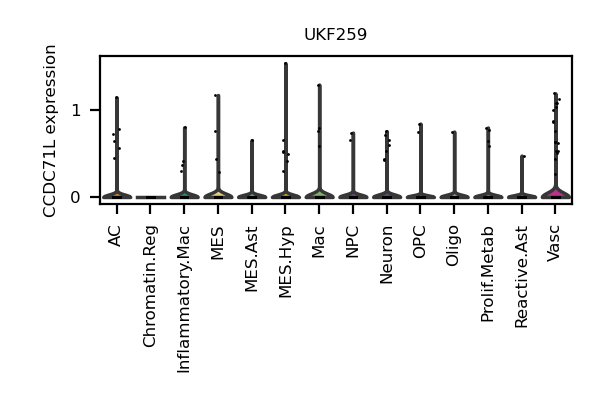 UKF259
CCDC71L expression
1
0
AC
Chromatin.Reg
Inflammatory.Mac
MES
MES.Ast
MES.Hyp
Mac
NPC
Neuron
OPC
Oligo
Prolif.Metab
Reactive.Ast
Vasc